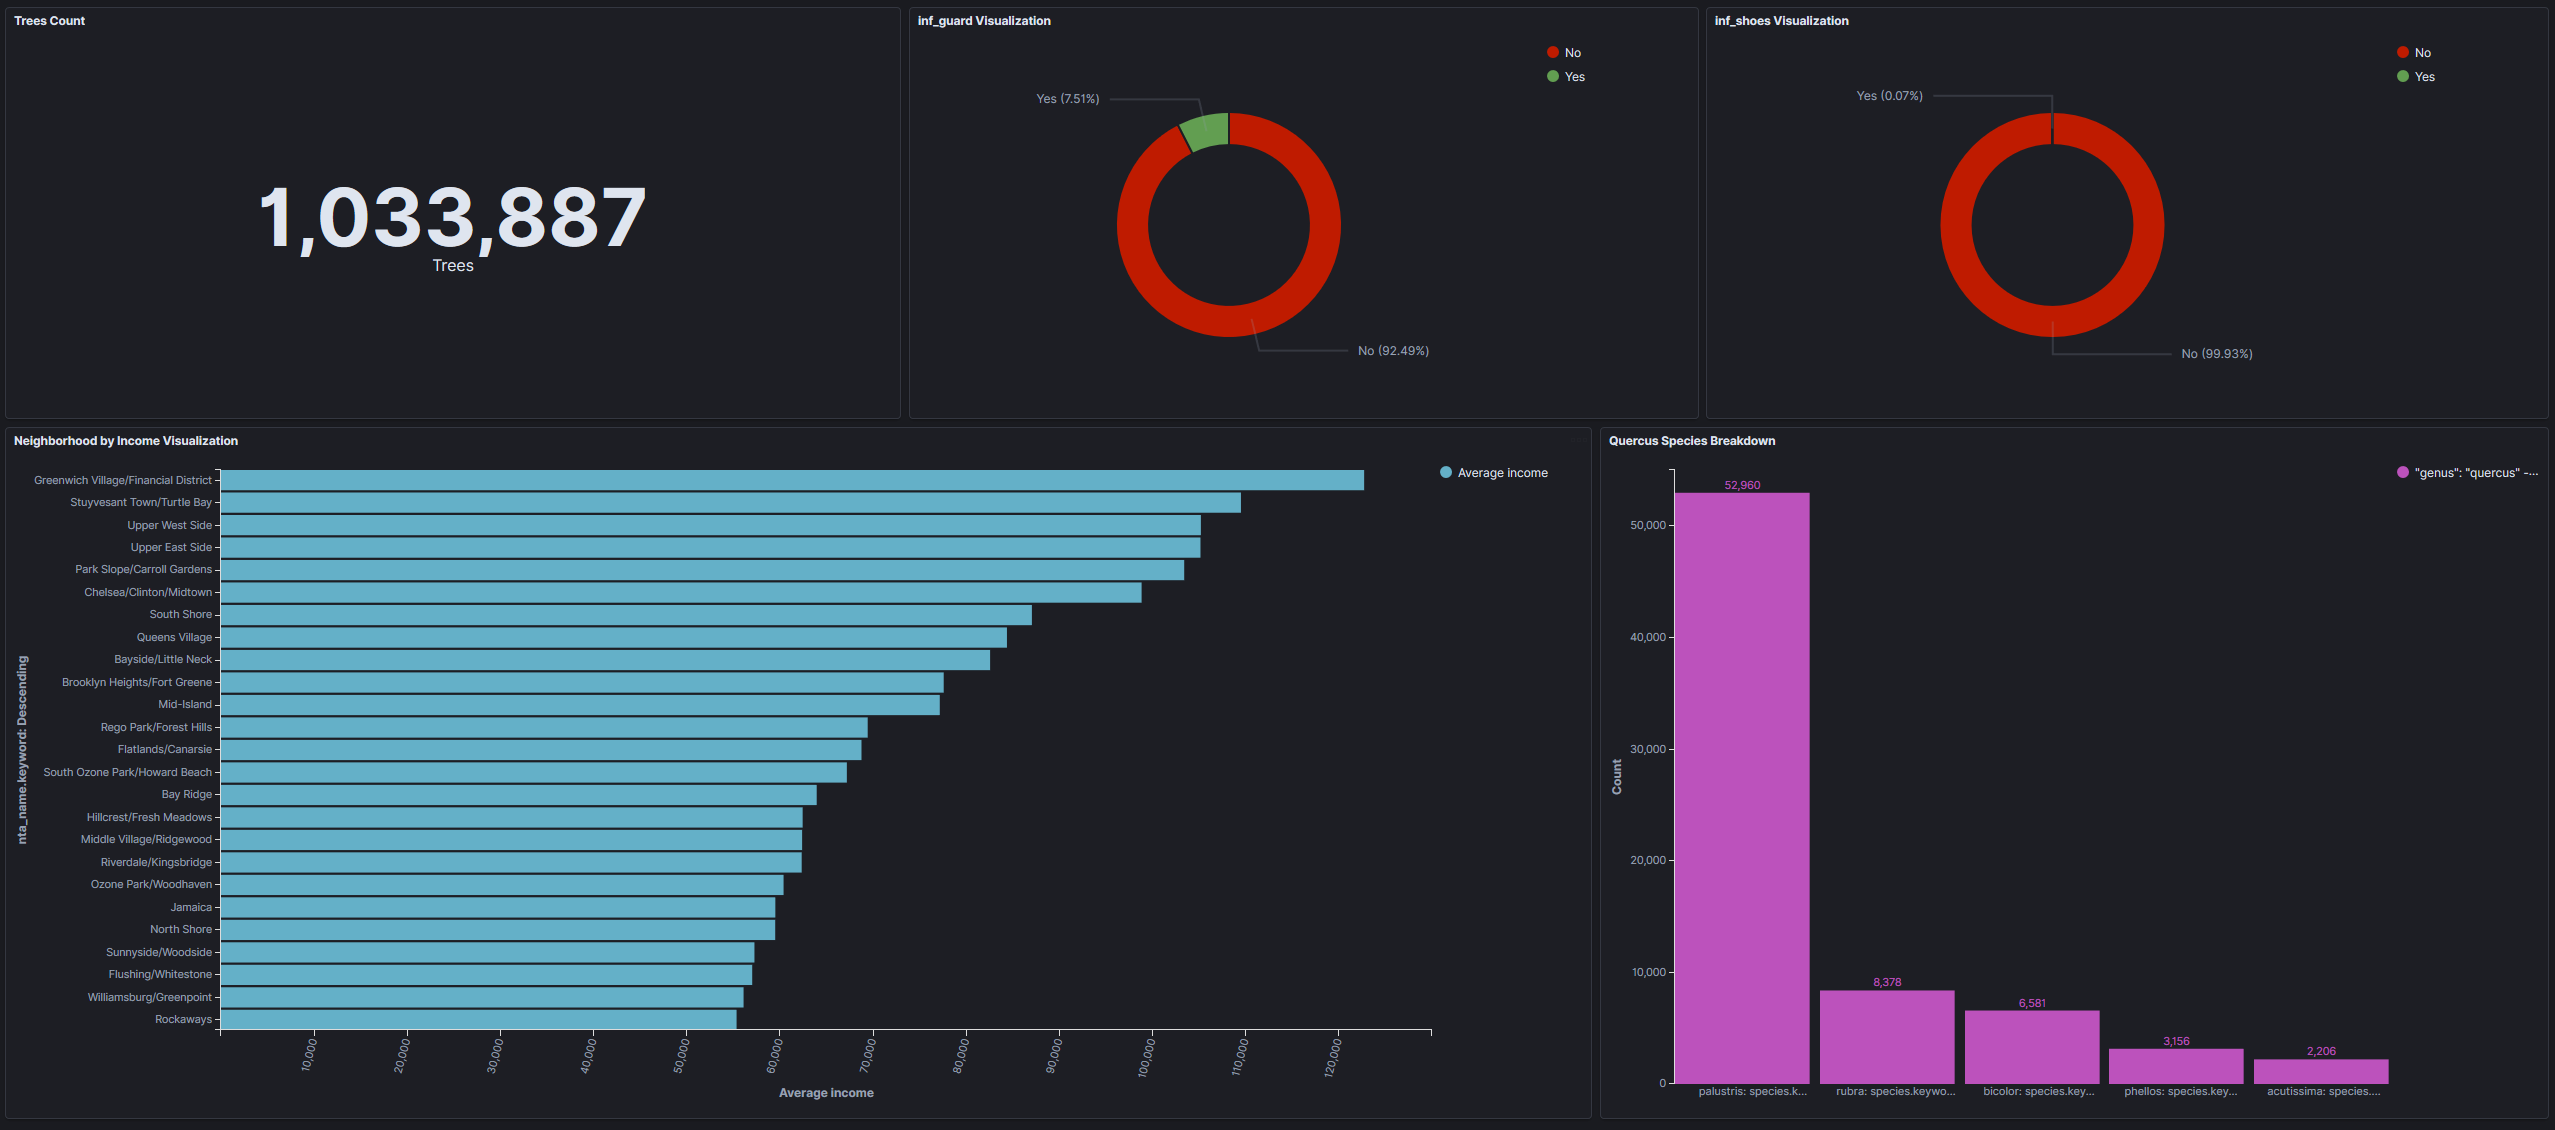 Trees Count
1,033,887
Trees
inf_guard Visualization
No
Yes
Yes (7.51%)
No (92.49%)
inf_shoes Visualization
No
Yes
Yes (0.07%)
No (99.93%)
Neighborhood by Income Visualization
Average income
nta_name.keyword: Descending
Greenwich Village/Financial District
Stuyvesant Town/Turtle Bay
Upper West Side
Upper East Side
Park Slope/Carroll Gardens
Chelsea/Clinton/Midtown
South Shore
Queens Village
Bayside/Little Neck
Brooklyn Heights/Fort Greene
Mid-Island
Rego Park/Forest Hills
Flatlands/Canarsie
South Ozone Park/Howard Beach
Bay Ridge
Hillcrest/Fresh Meadows
Middle Village/Ridgewood
Riverdale/Kingsbridge
Ozone Park/Woodhaven
Jamaica
North Shore
Sunnyside/Woodside
Flushing/Whitestone
Williamsburg/Greenpoint
Rockaways
10,000
20,000
30,000
40,000
50,000
60,000
70,000
80,000
90,000
100,000
110,000
120,000
Average income
Quercus Species Breakdown
"genus": "quercus" -...
Count
50,000
40,000
30,000
20,000
10,000
0
52,960
8,378
6,581
3,156
2,206
palustris: species.k...
rubra: species.keywo...
bicolor: species.key...
phellos: species.key...
acutissima: species....